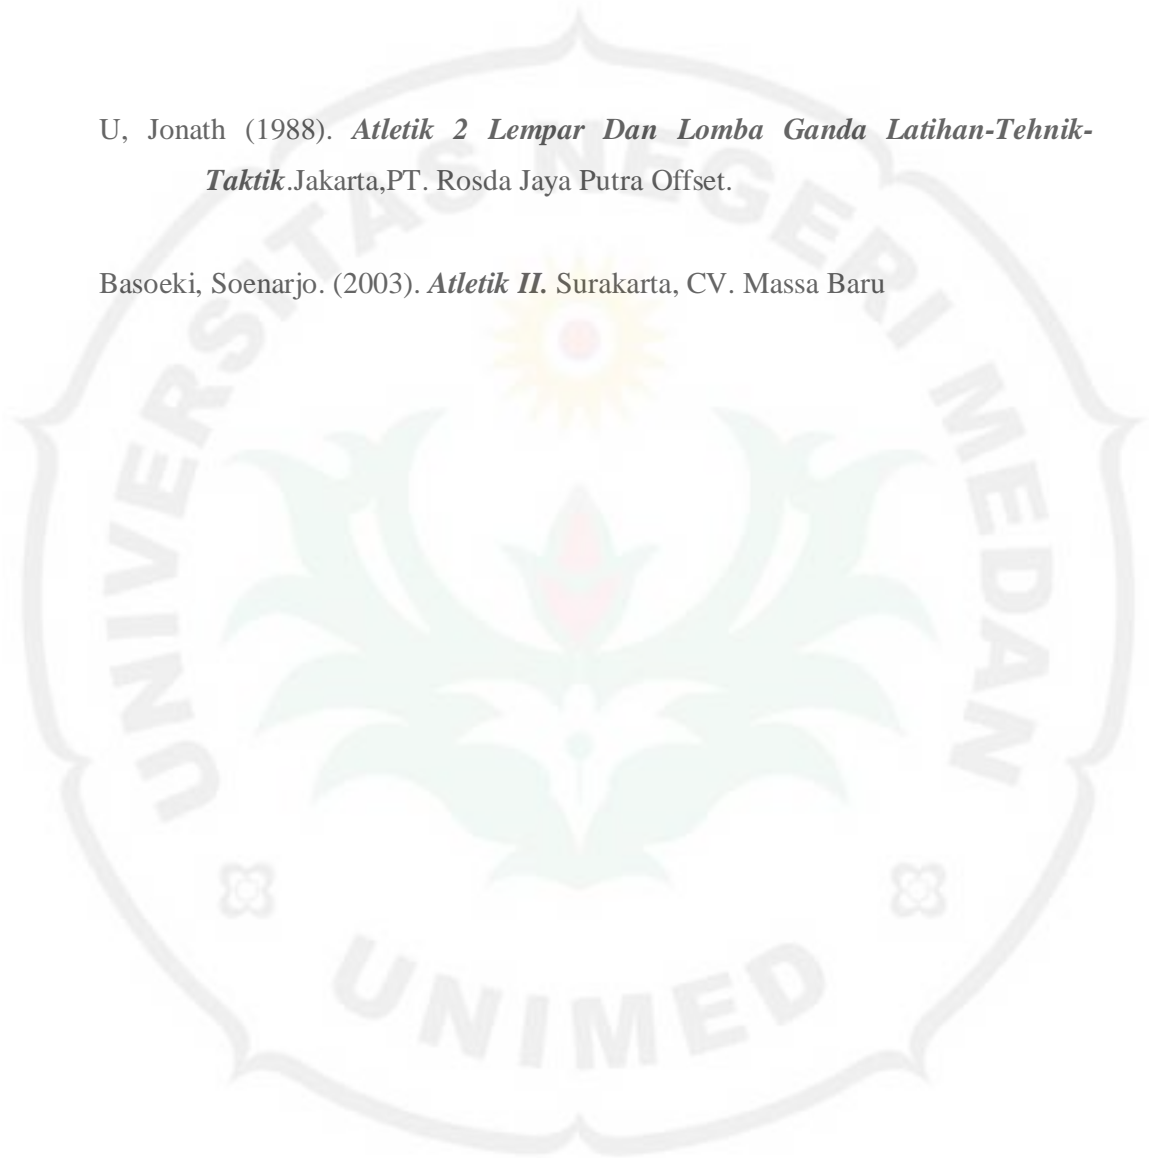 U, Jonath (1988). Atletik 2 Lempar Dan Lomba Ganda Latihan-Tehnik-
Taktik.Jakarta,PT. Rosda Jaya Putra Offset.
Basoeki, Soenarjo. (2003). Atletik II. Surakarta, CV. Massa Baru
UNIVERSITAS NEGERI MEDAN
UNIMED